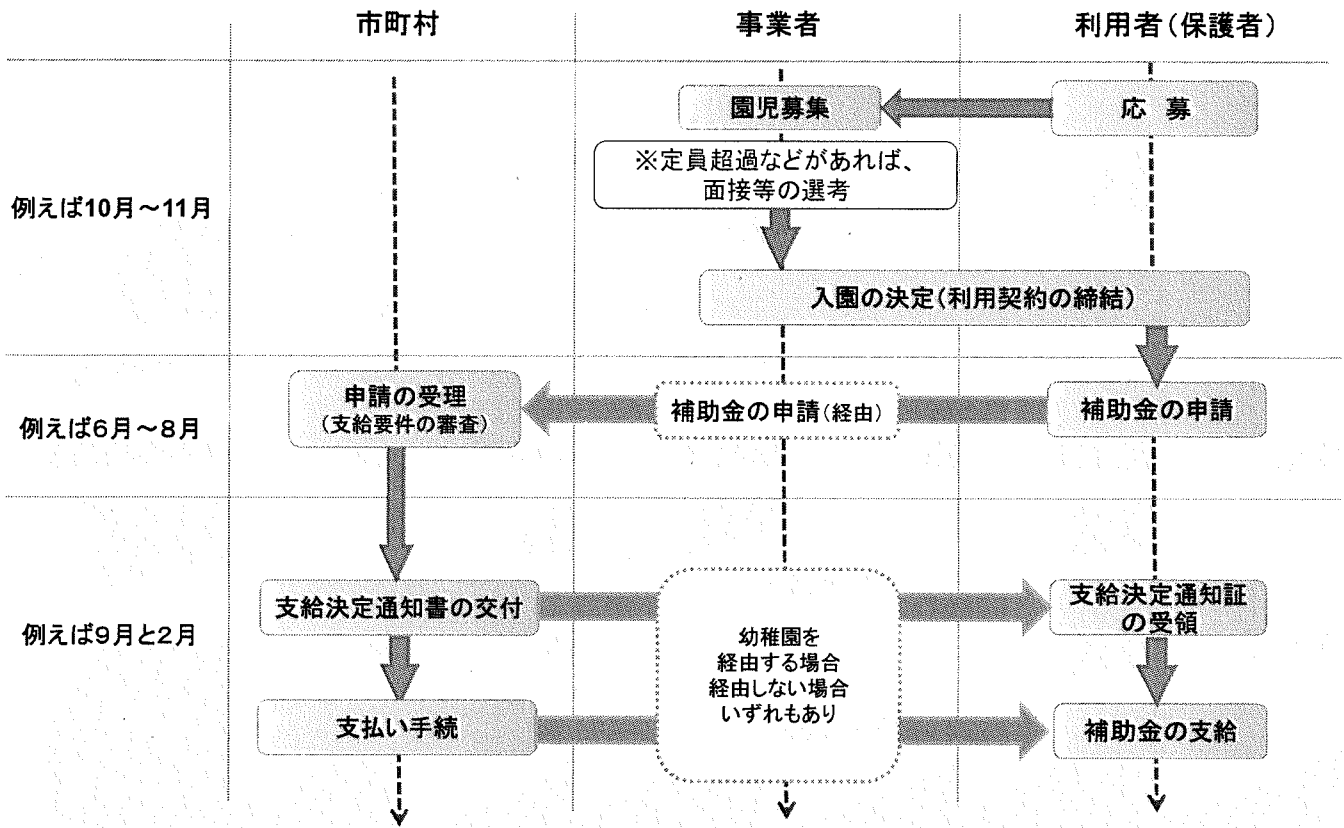 市町村
事業者
利用者(保護者)
例えば10月～11月
園児募集
応　募
※定員超過などがあれば、
面接等の選考
入園の決定(利用契約の締結)
例えば6月～8月
申請の受理
(支給要件の審査)
補助金の申請(経由)
補助金の申請
例えば9月と2月
支給決定通知書の交付
幼稚園を
経由する場合
経由しない場合
いずれもあり
支給決定通知証
の受領
支払い手続
補助金の支給